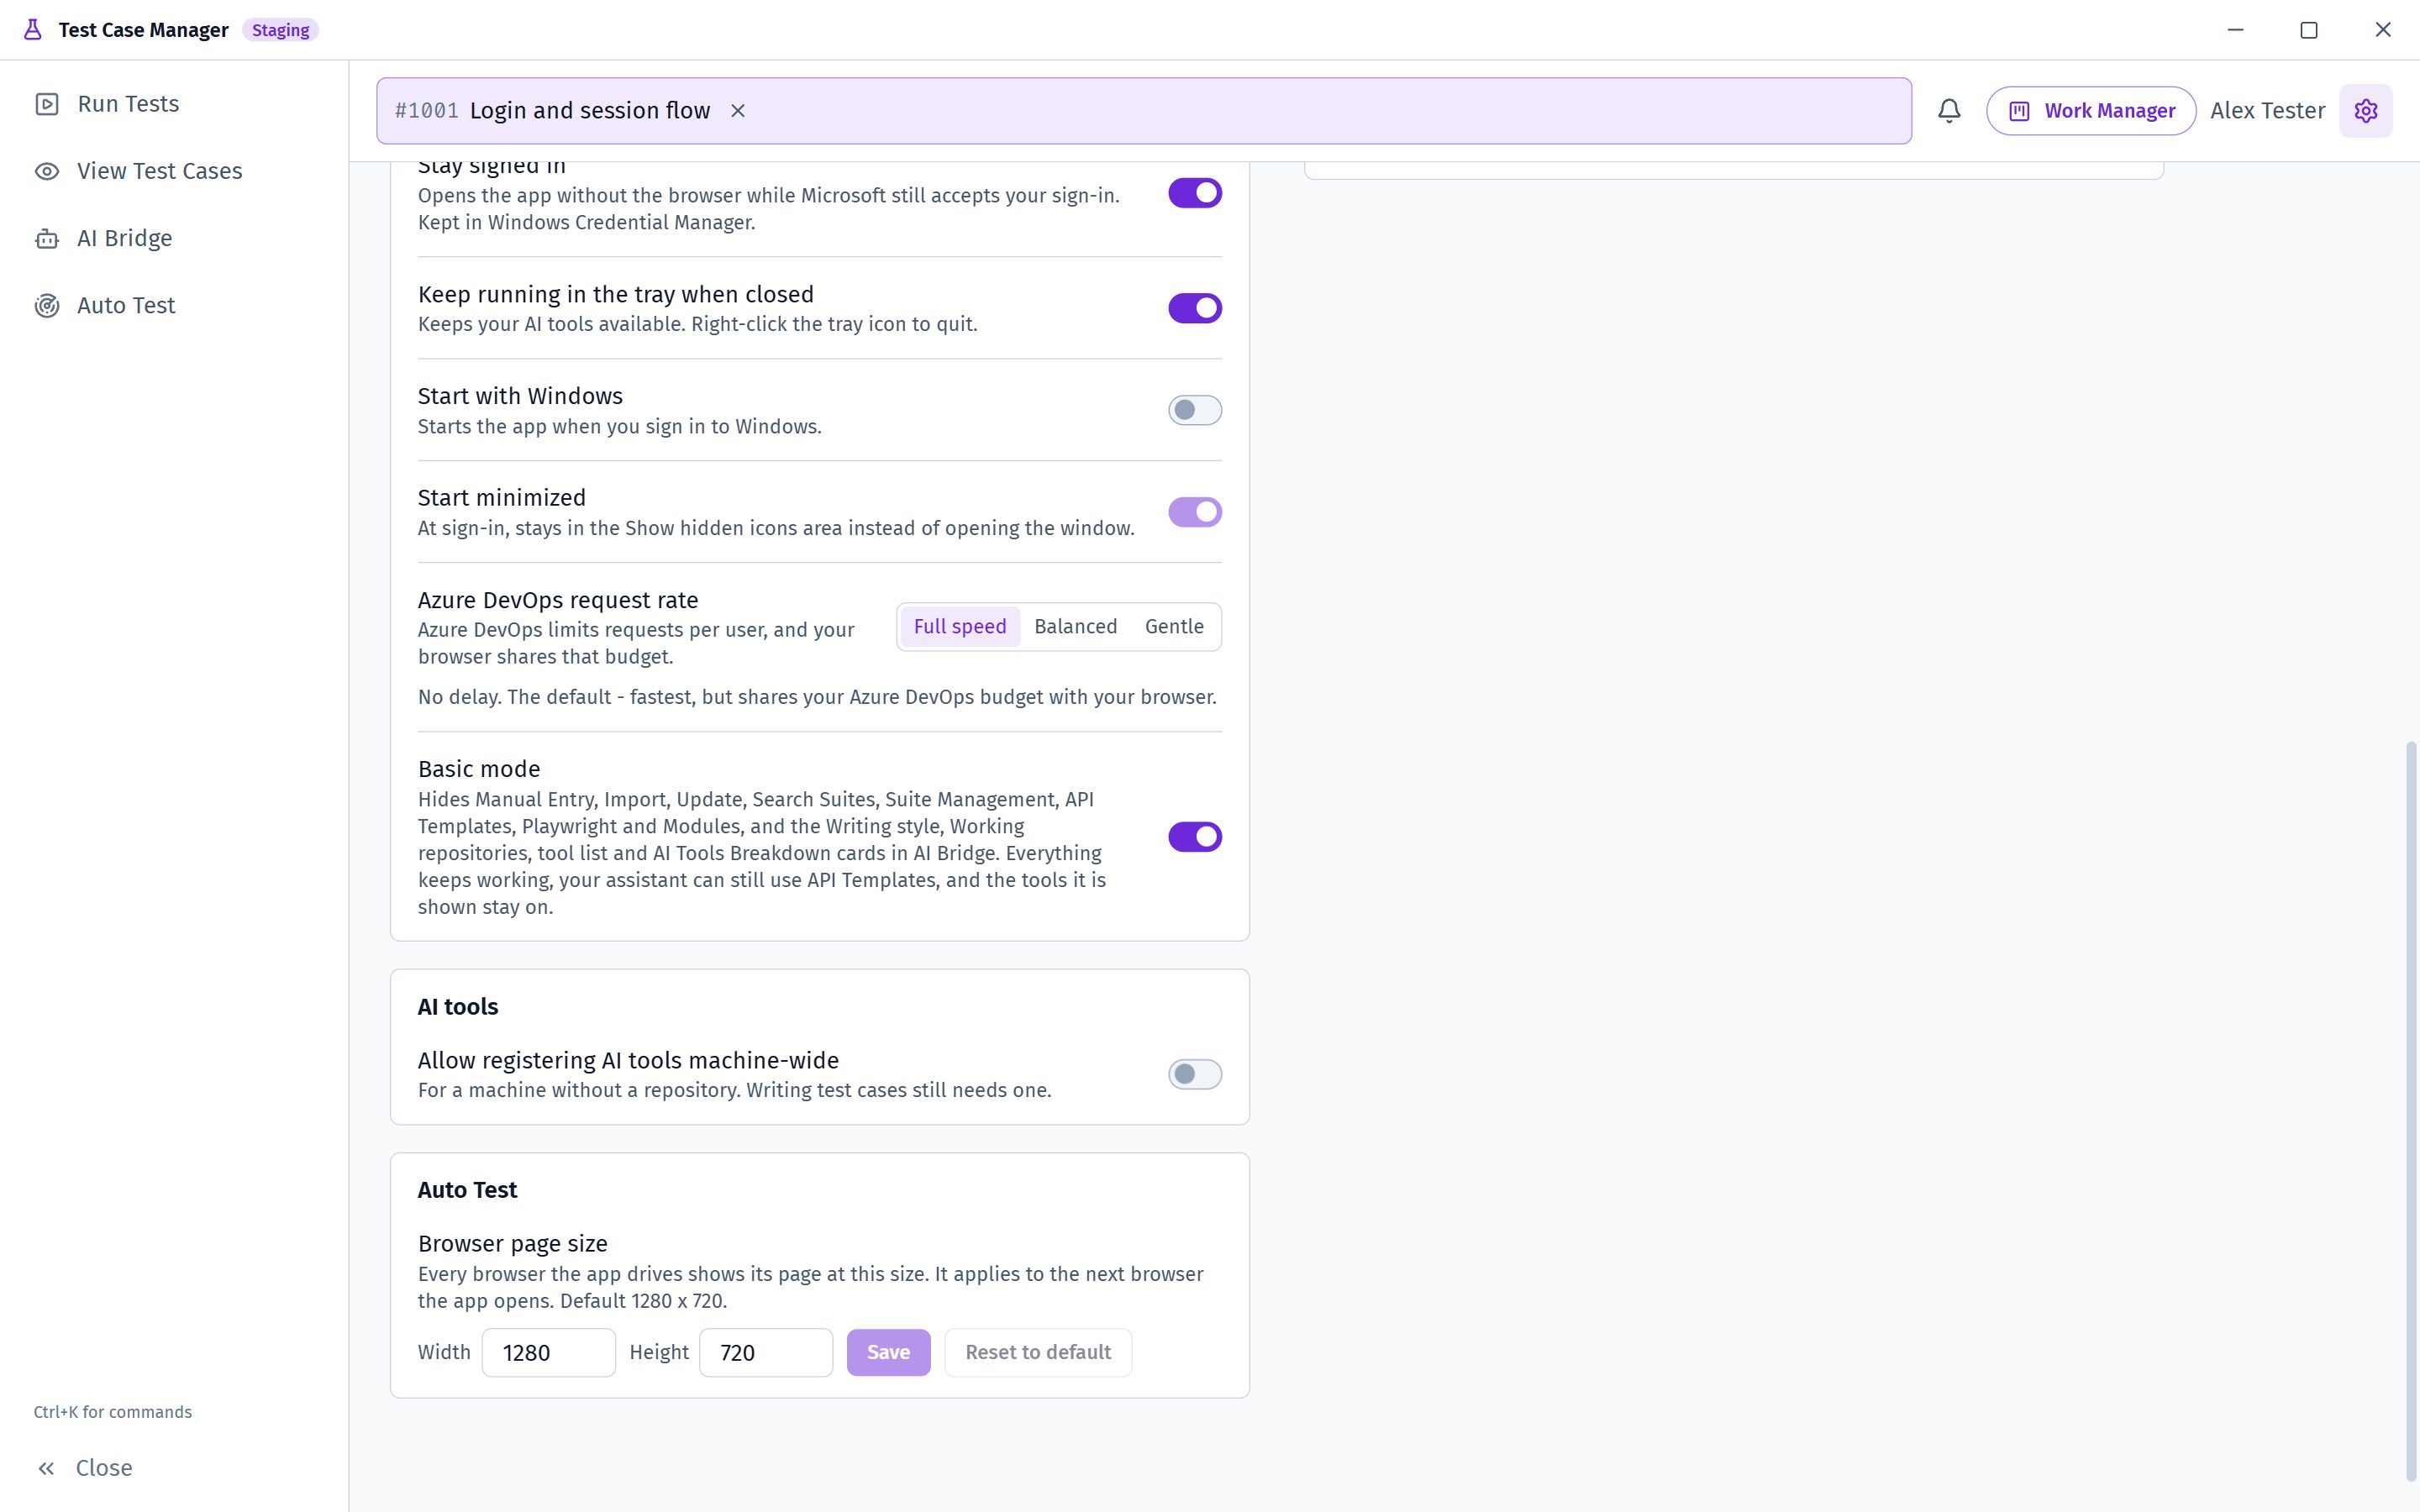 Test Case Manager Staging
Run Tests
View Test Cases
AI Bridge
Auto Test
Ctrl+K for commands
Close
#1001 Login and session flow
Work Manager
Alex Tester
Stay signed in
Opens the app without the browser while Microsoft still accepts your sign-in.
Kept in Windows Credential Manager.
Keep running in the tray when closed
Keeps your AI tools available. Right-click the tray icon to quit.
Start with Windows
Starts the app when you sign in to Windows.
Start minimized
At sign-in, stays in the Show hidden icons area instead of opening the window.
Azure DevOps request rate
Azure DevOps limits requests per user, and your
browser shares that budget.
Full speed Balanced Gentle
No delay. The default - fastest, but shares your Azure DevOps budget with your browser.
Basic mode
Hides Manual Entry, Import, Update, Search Suites, Suite Management, API
Templates, Playwright and Modules, and the Writing style, Working
repositories, tool list and AI Tools Breakdown cards in AI Bridge. Everything
keeps working, your assistant can still use API Templates, and the tools it is
shown stay on.
AI tools
Allow registering AI tools machine-wide
For a machine without a repository. Writing test cases still needs one.
Auto Test
Browser page size
Every browser the app drives shows its page at this size. It applies to the next browser
the app opens. Default 1280 x 720.
Width 1280 Height 720 Save Reset to default